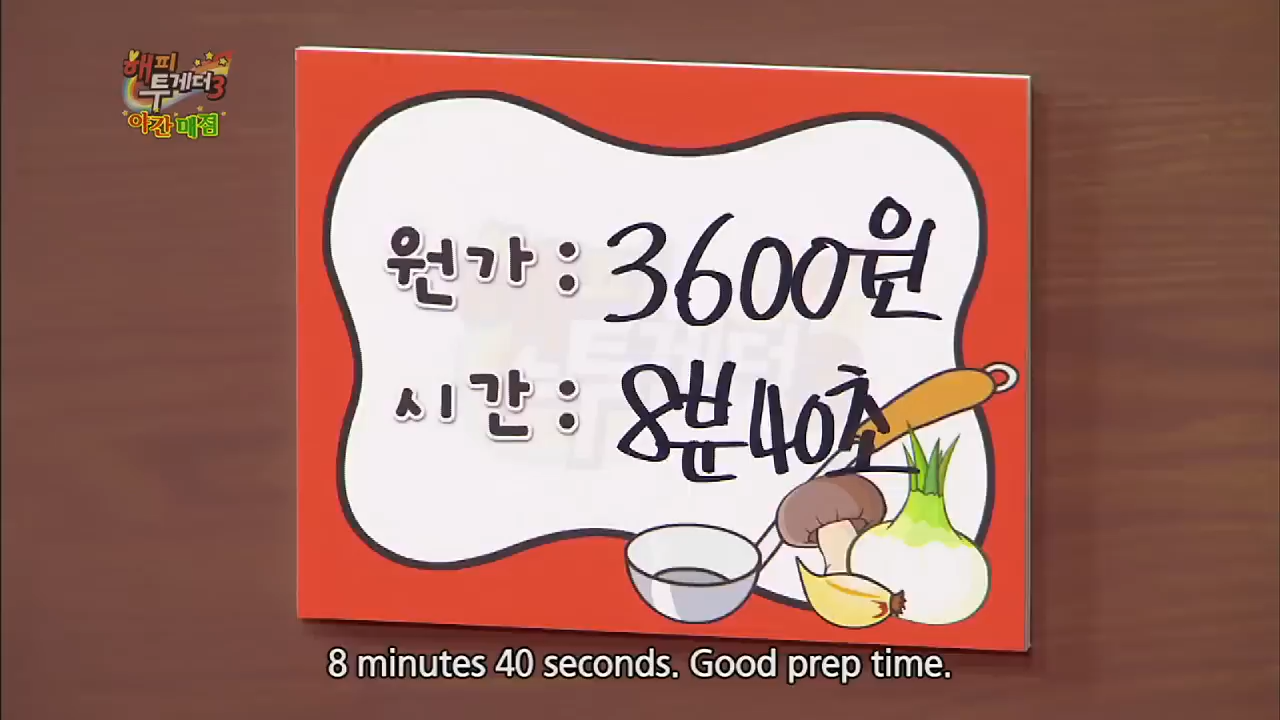 해피
투게더3
야간매점
원가 : 3600원
시간 : 8분40초
8 minutes 40 seconds. Good prep time.